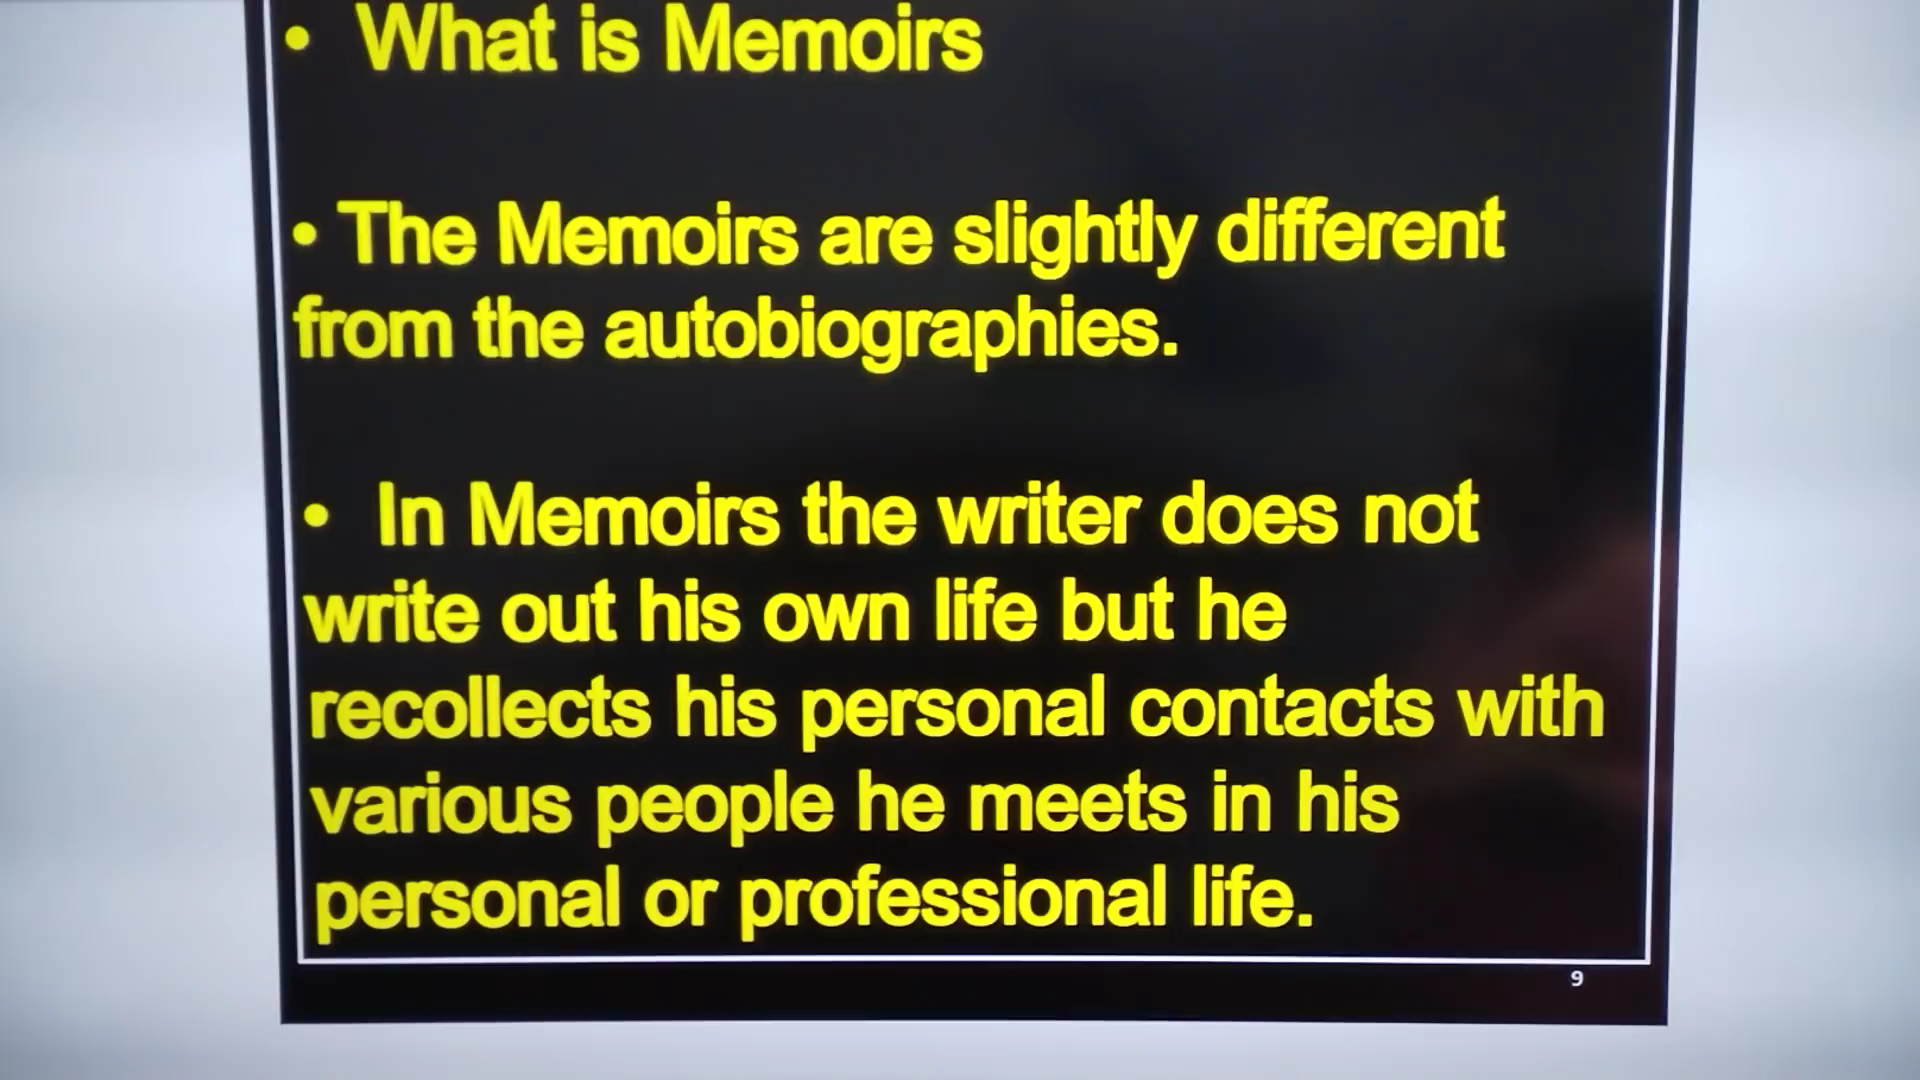 • What is Memoirs
• The Memoirs are slightly different
from the autobiographies.
• In Memoirs the writer does not
write out his own life but he
recollects his personal contacts with
various people he meets in his
personal or professional life.
9